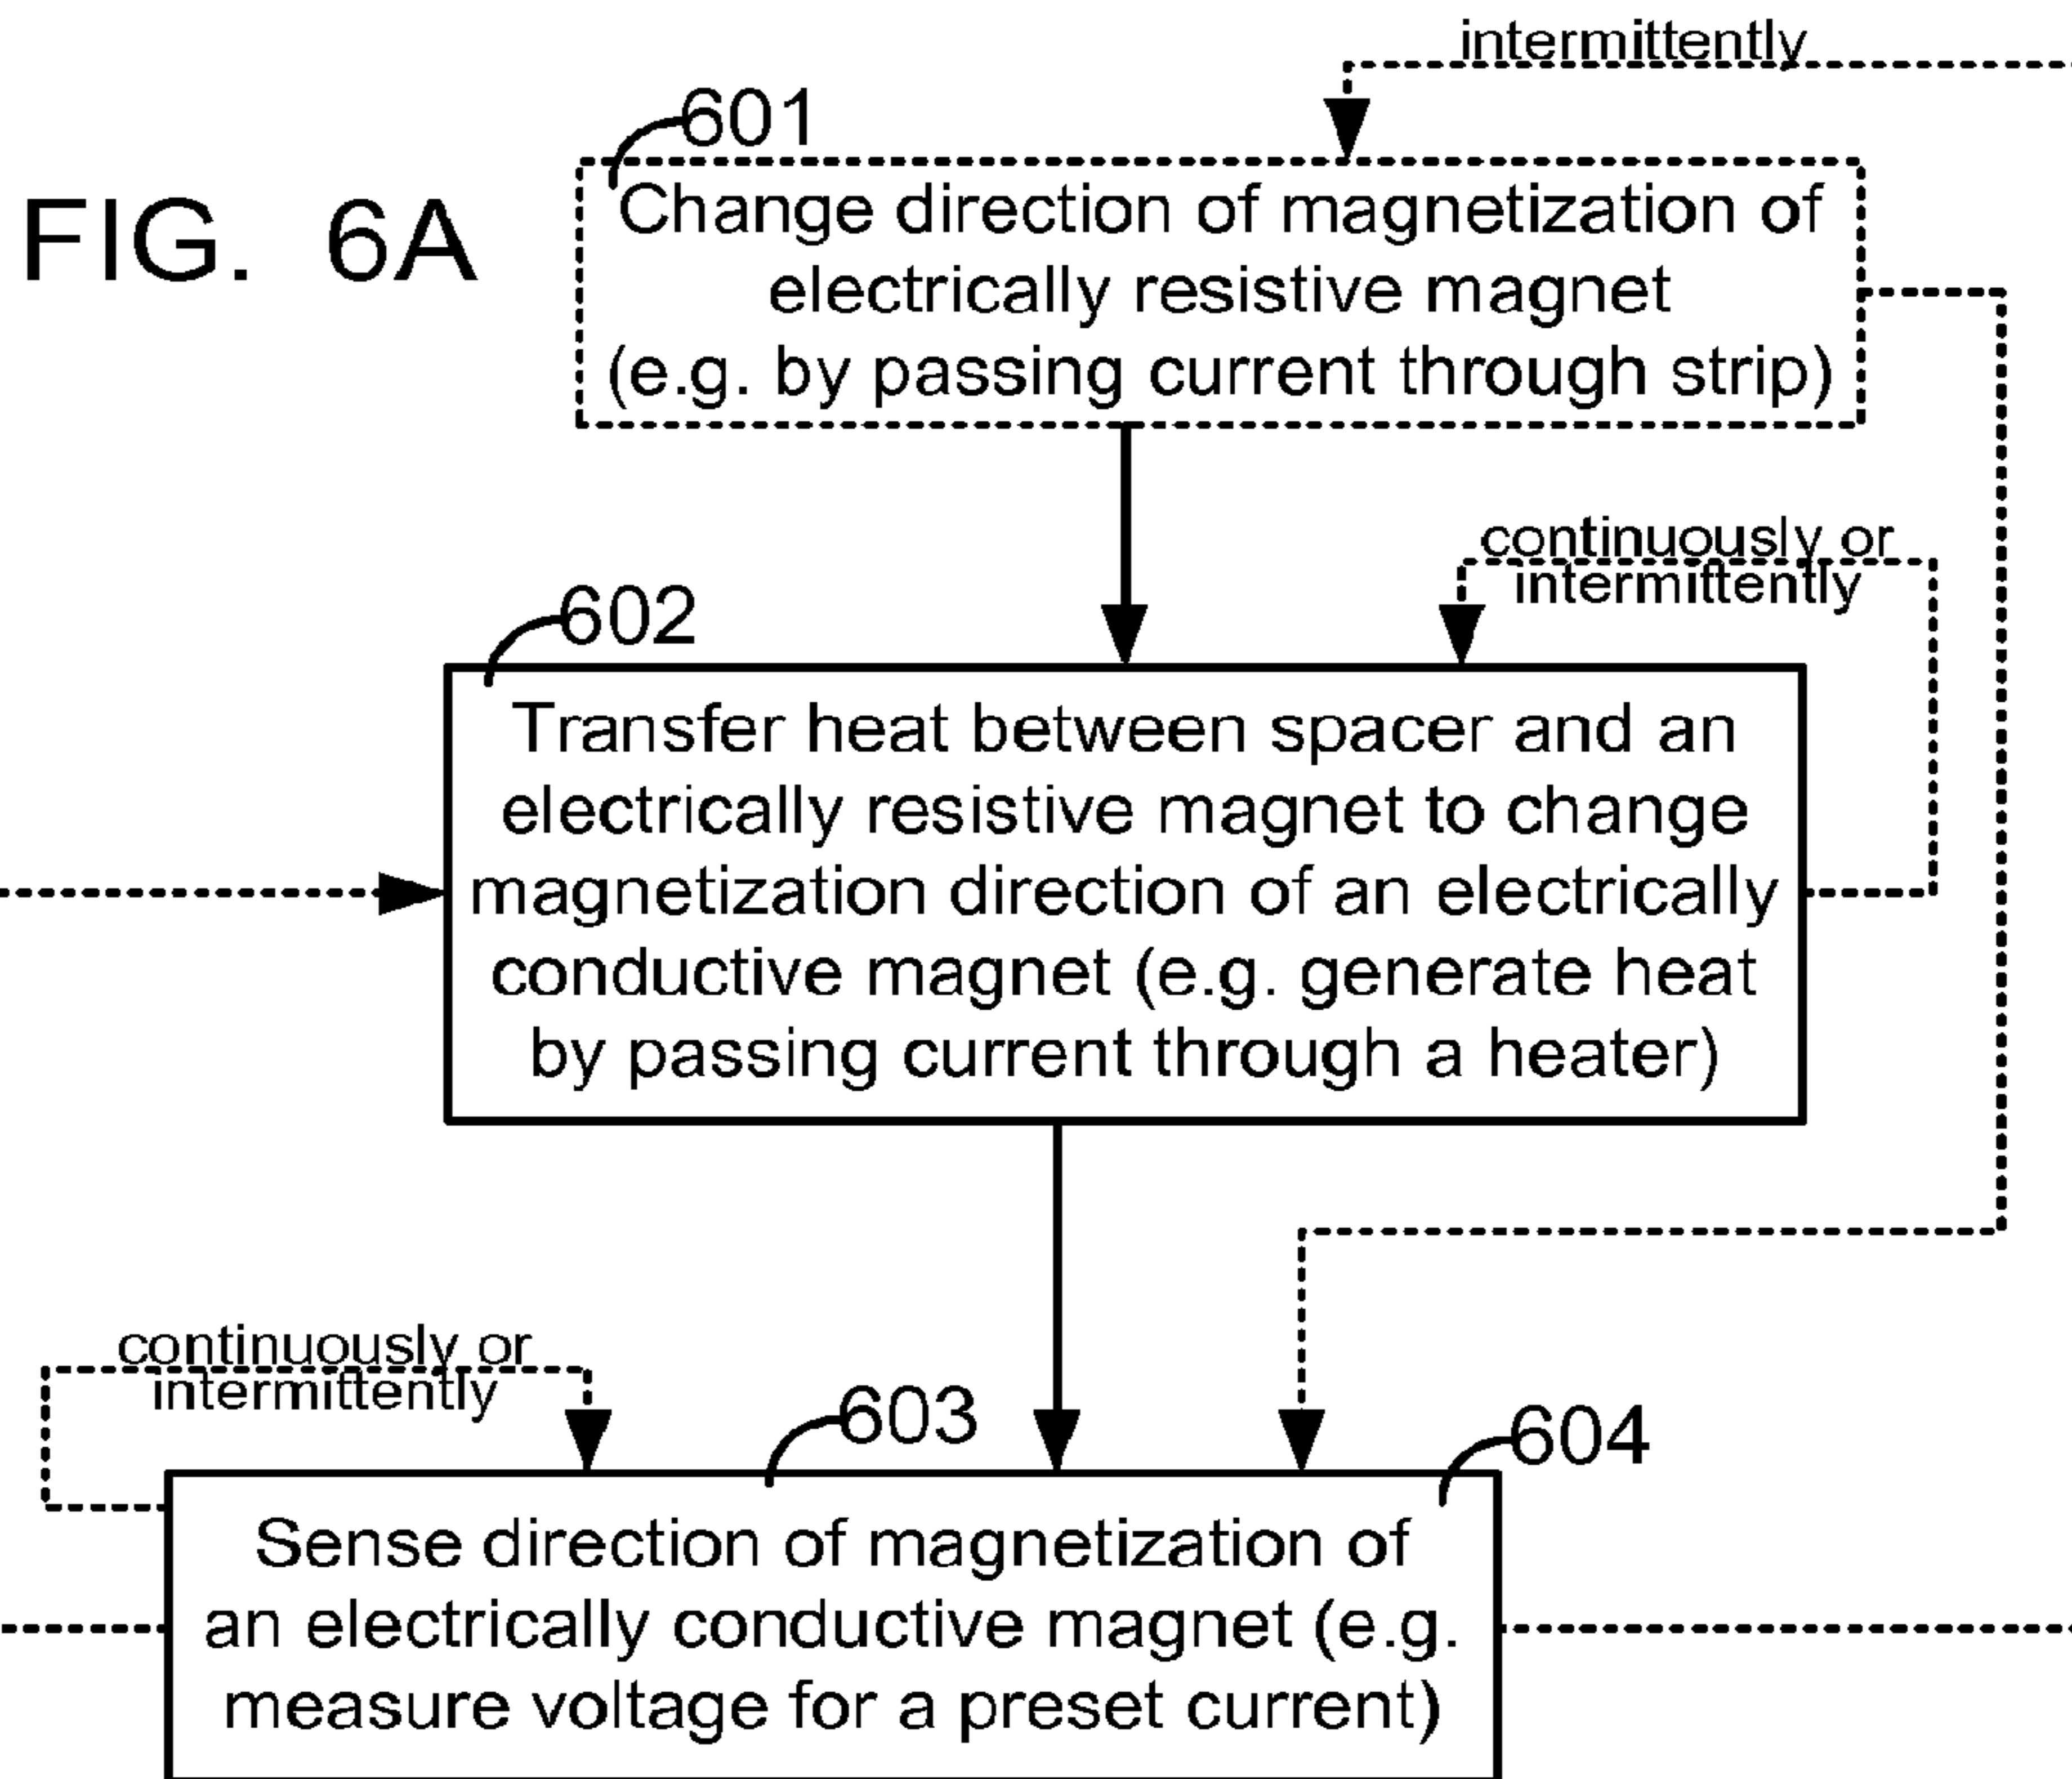 intermittently
601
FIG. 6A
Change direction of magnetization of
electrically resistive magnet
(e.g. by passing current through strip)
continuously or
intermittently
602
Transfer heat between spacer and an
electrically resistive magnet to change
magnetization direction of an electrically
conductive magnet (e.g. generate heat
by passing current through a heater)
continuously or
intermittently
603
604
Sense direction of magnetization of
an electrically conductive magnet (e.g.
measure voltage for a preset current)